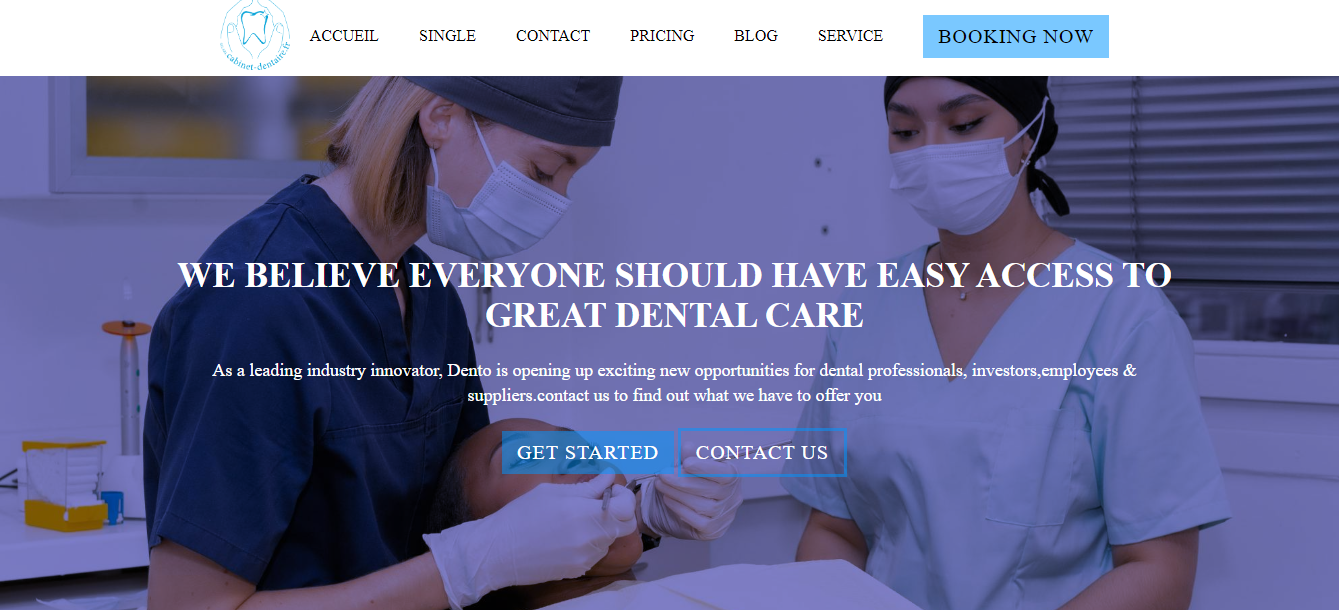 cabinet-dentaire.fr
ACCUEIL SINGLE CONTACT PRICING BLOG SERVICE BOOKING NOW
WE BELIEVE EVERYONE SHOULD HAVE EASY ACCESS TO
GREAT DENTAL CARE
As a leading industry innovator, Dento is opening up exciting new opportunities for dental professionals, investors,employees &
suppliers.contact us to find out what we have to offer you
GET STARTED CONTACT US